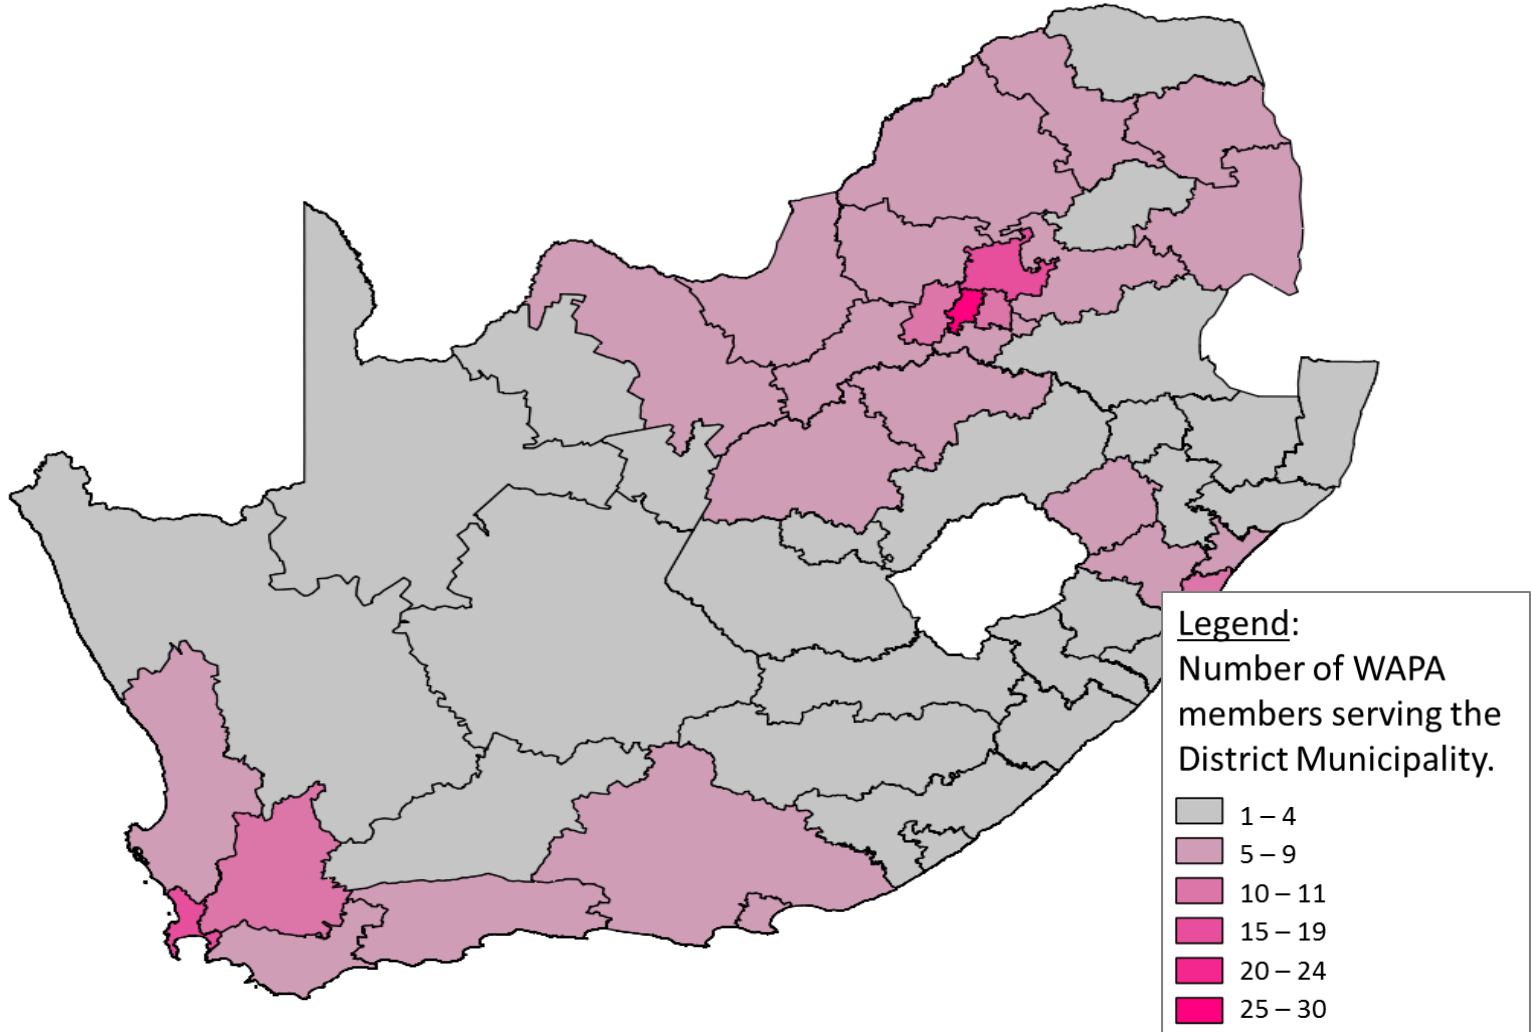 Legend:
Number of WAPA
members serving the
District Municipality.
1 – 4
5 – 9
10 – 11
15 – 19
20 – 24
25 – 30